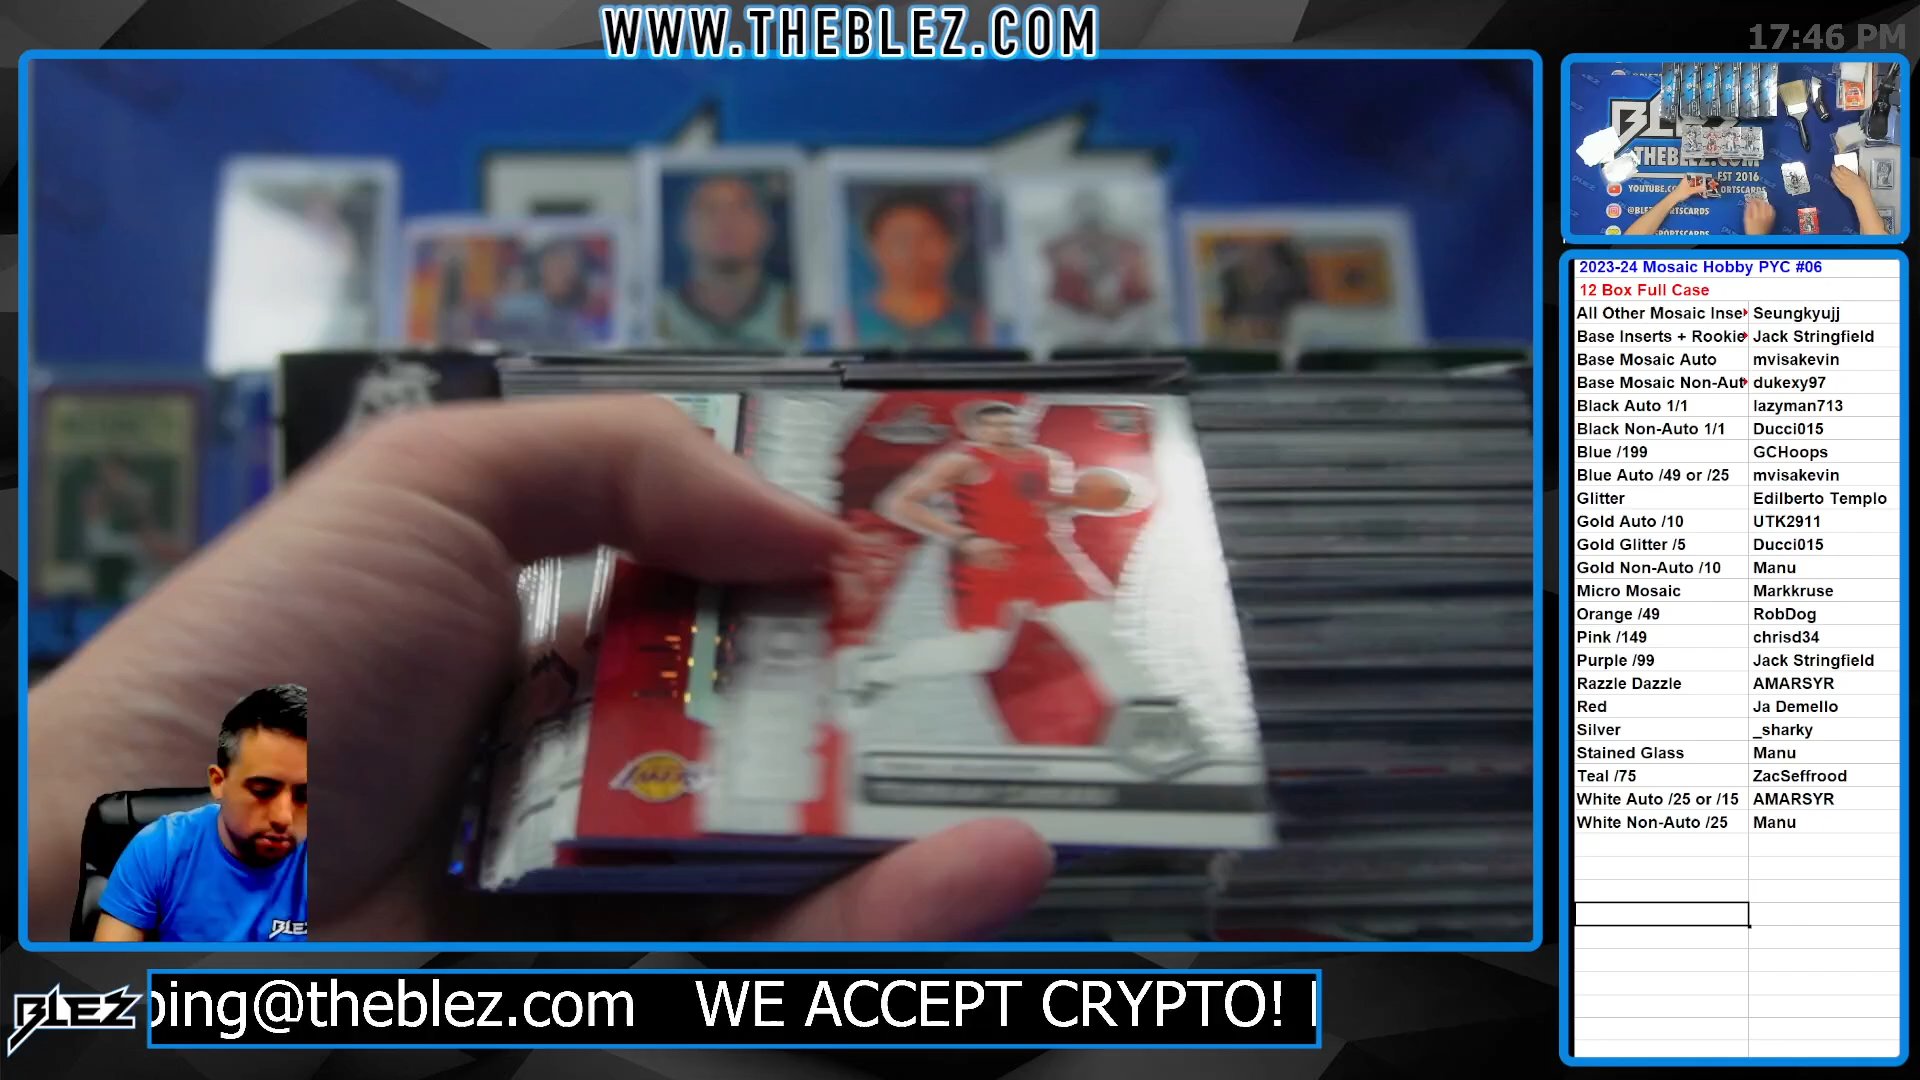 WWW.THEBLEZ.COM
17:46 PM
THEBLEZ.COM
EST 2016
2023-24 Mosaic Hobby PYC #06
12 Box Full Case
All Other Mosaic Inse Seungkyujj
Base Inserts + Rookie Jack Stringfield
Base Mosaic Auto mvisakevin
Base Mosaic Non-Aut dukexy97
Black Auto 1/1 lazyman713
Black Non-Auto 1/1 Ducci015
Blue /199 GCHoops
Blue Auto /49 or /25 mvisakevin
Glitter Edilberto Templo
Gold Auto /10 UTK2911
Gold Glitter /5 Ducci015
Gold Non-Auto /10 Manu
Micro Mosaic Markkruse
Orange /49 RobDog
Pink /149 chrisd34
Purple /99 Jack Stringfield
Razzle Dazzle AMARSYR
Red Ja Demello
Silver _sharky
Stained Glass Manu
Teal /75 ZacSeffrood
White Auto /25 or /15 AMARSYR
White Non-Auto /25 Manu
LAKERS
BLEZ
BLEZ
ping@theblez.com WE ACCEPT CRYPTO!